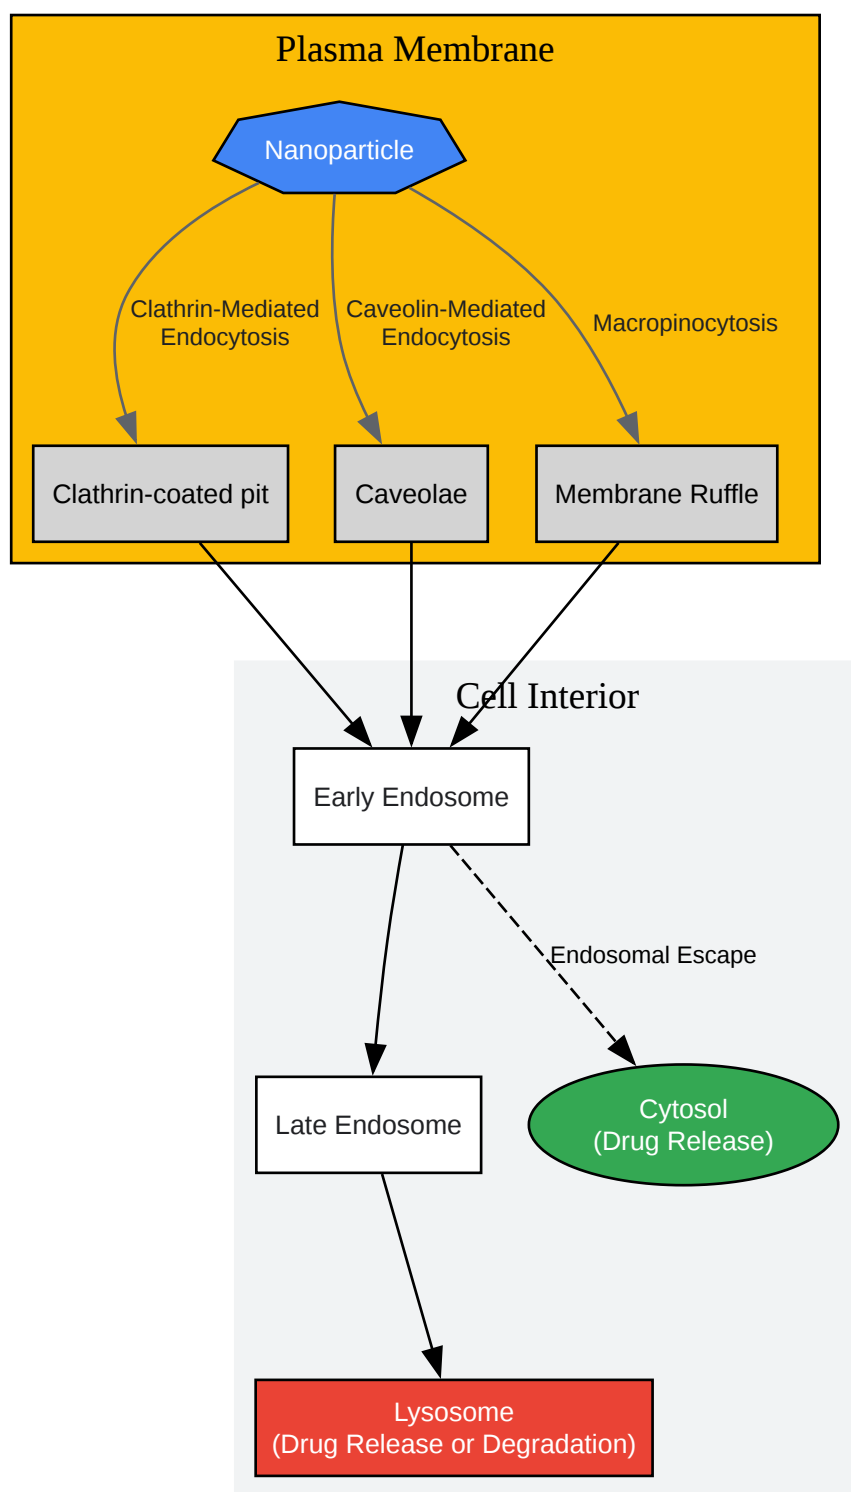 Plasma Membrane
Nanoparticle
Clathrin-Mediated
Endocytosis
Caveolin-Mediated
Endocytosis
Macropinocytosis
Clathrin-coated pit
Caveolae
Membrane Ruffle
Cell Interior
Early Endosome
Endosomal Escape
Late Endosome
Cytosol
(Drug Release)
Lysosome
(Drug Release or Degradation)